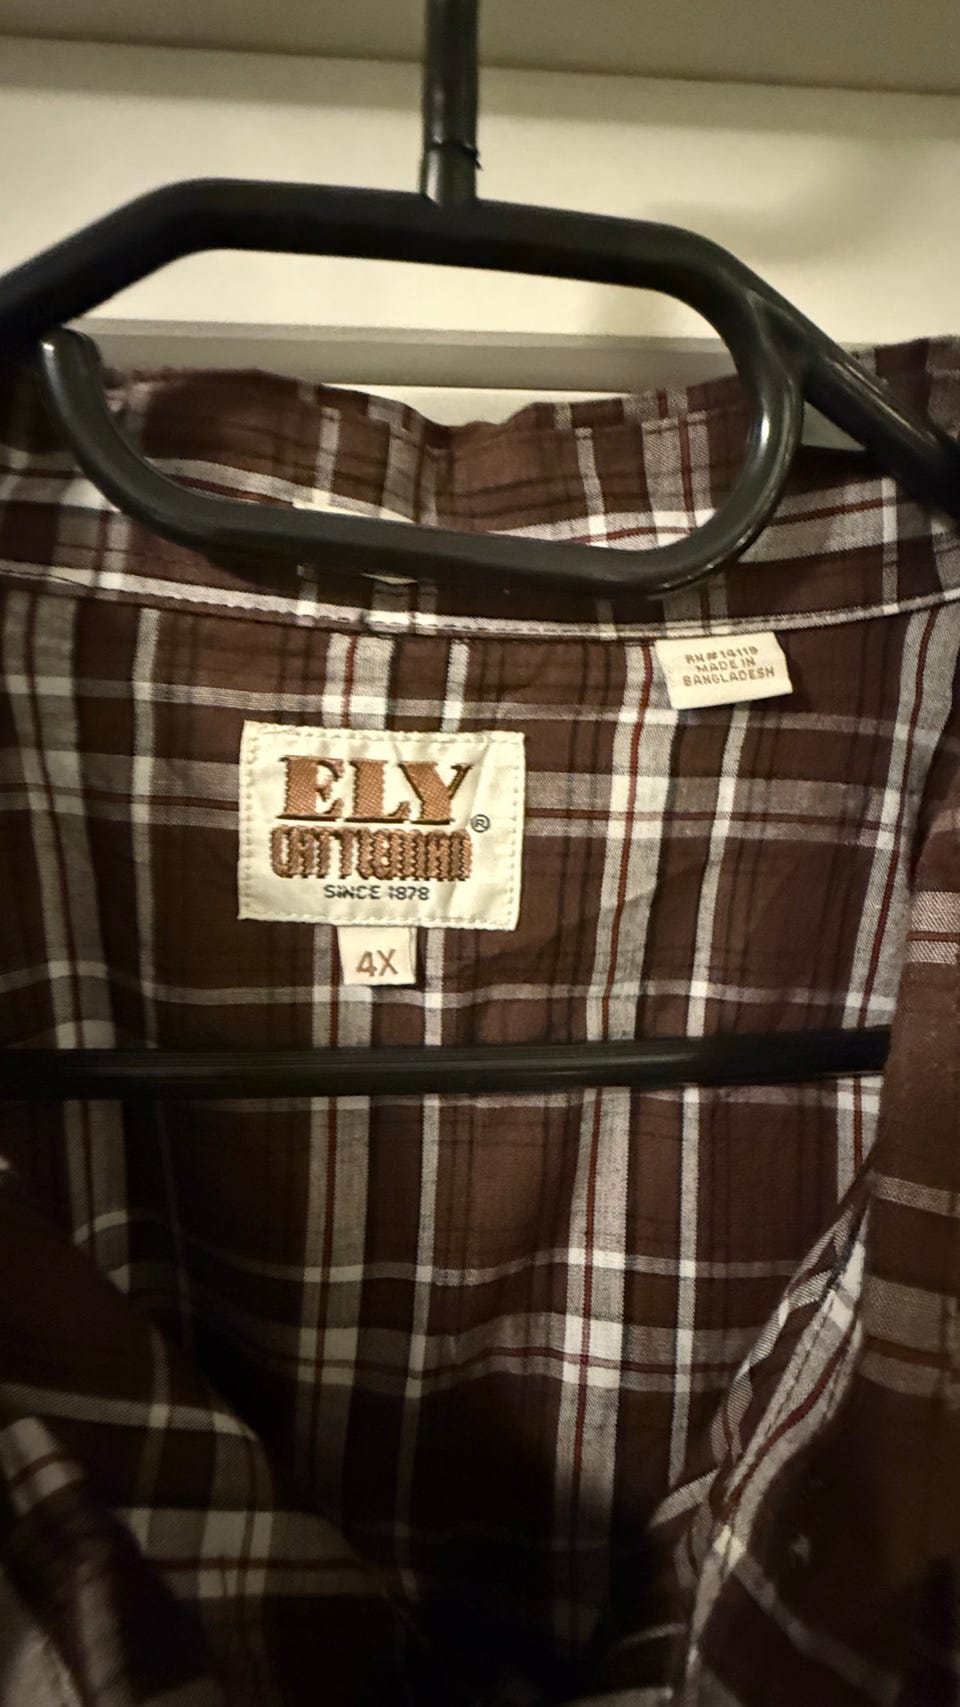 RN#14119
MADE IN
BANGLADESH
ELY®
CATTLEMAN
SINCE 1878
4X